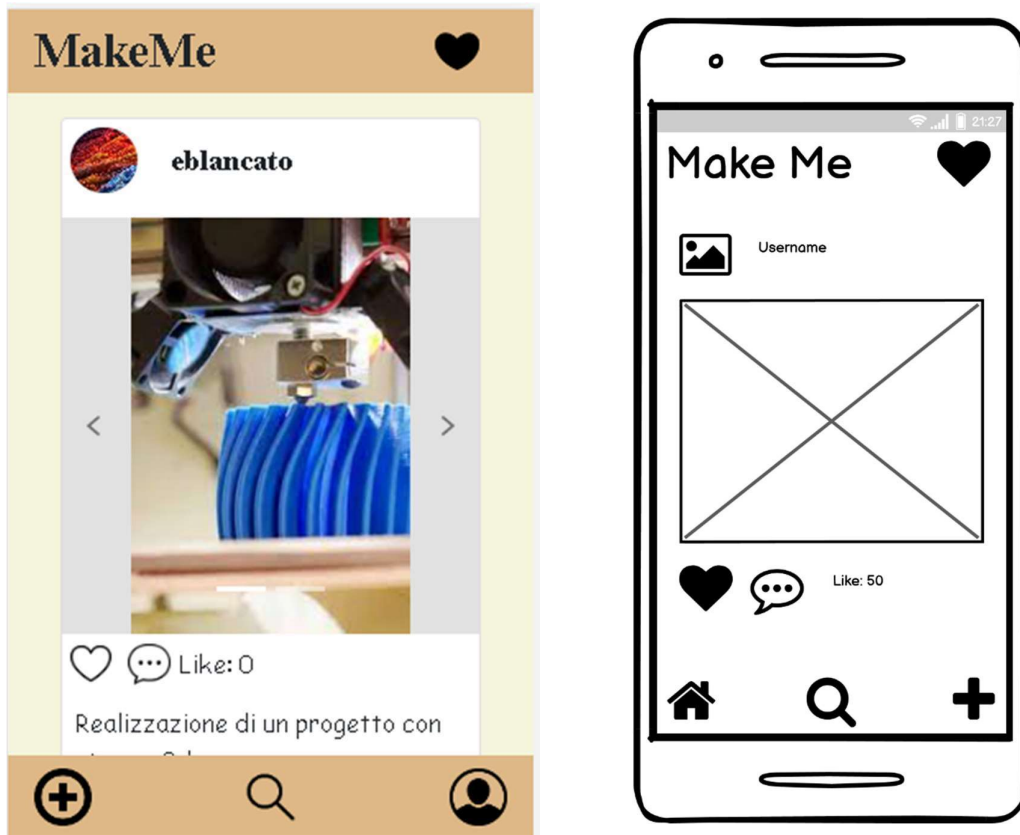 MakeMe
eblancato
Like: 0
Realizzazione di un progetto con
21:27
Make Me
Username
Like: 50